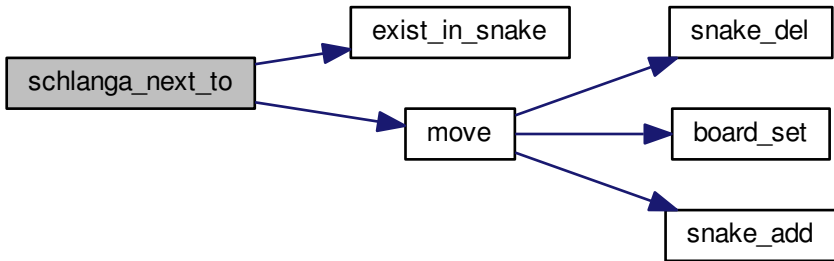 exist_in_snake
snake_del
schlanga_next_to
move
board_set
snake_add